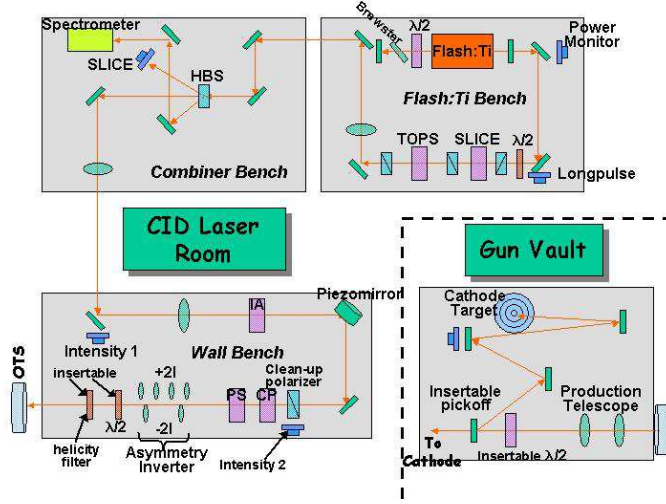 Spectrometer
SLICE
HBS
Combiner Bench
Brewster
λ/2
Flash:Ti
Power
Monitor
Flash:Ti Bench
TOPS
SLICE
λ/2
Longpulse
CID Laser
Room
Gun Vault
Cathode
Target
Insertable
pickoff
Production
Telescope
To
Cathode
Insertable λ/2
Piezomirror
IA
Intensity 1
Wall Bench
OTS
insertable
+2I
Clean-up
polarizer
PS
CP
helicity
filter
λ/2
-2I
Asymmetry
Inverter
Intensity 2